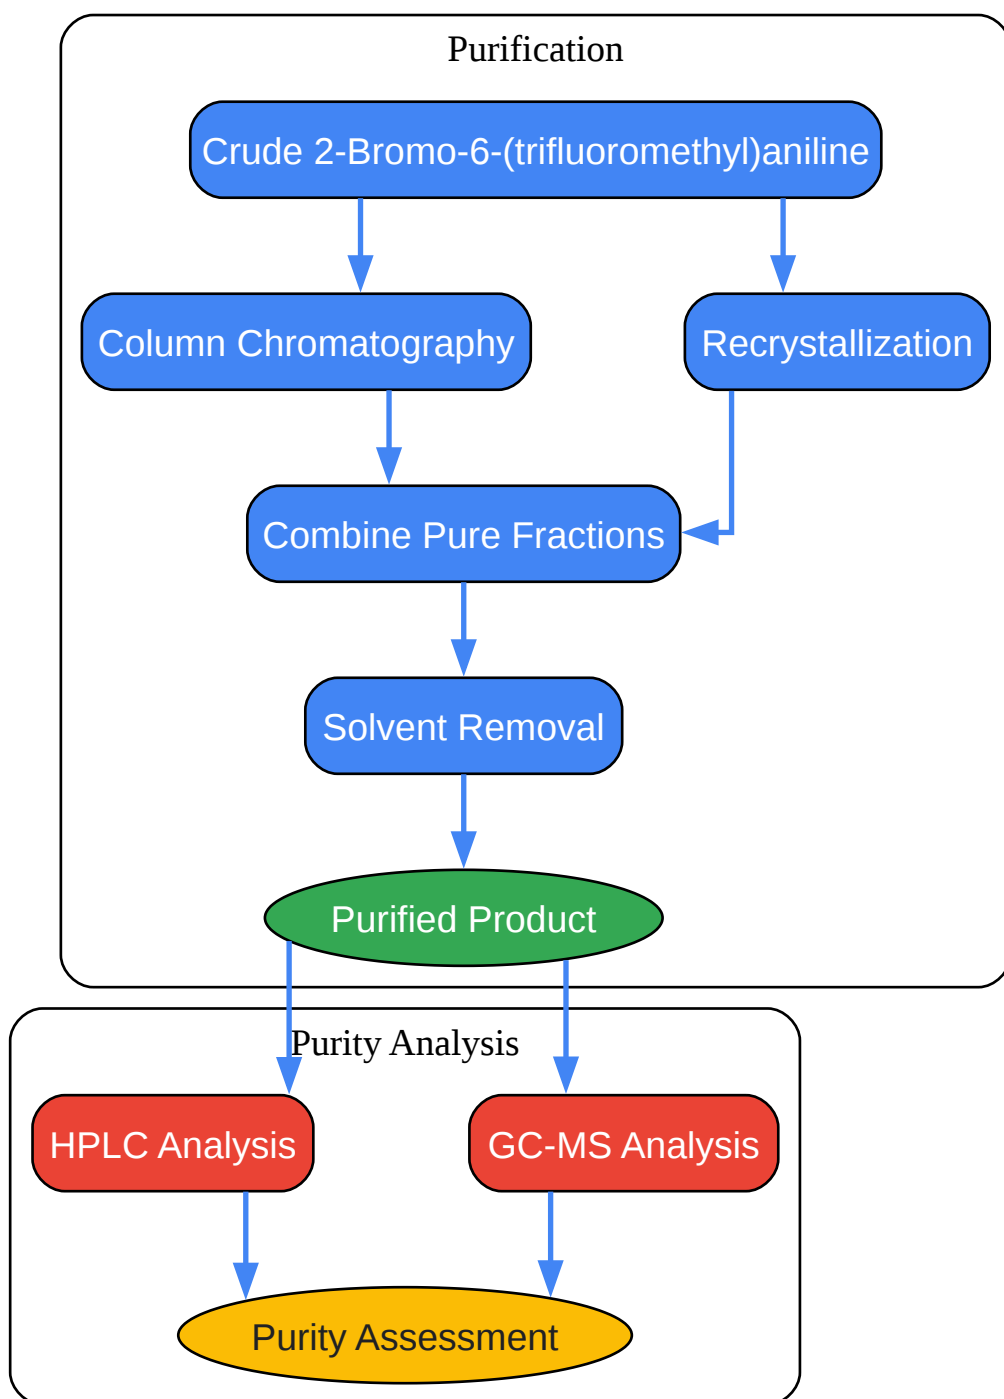 Purification
Crude 2-Bromo-6-(trifluoromethyl)aniline
Column Chromatography
Recrystallization
Combine Pure Fractions
Solvent Removal
Purified Product
Purity Analysis
HPLC Analysis
GC-MS Analysis
Purity Assessment